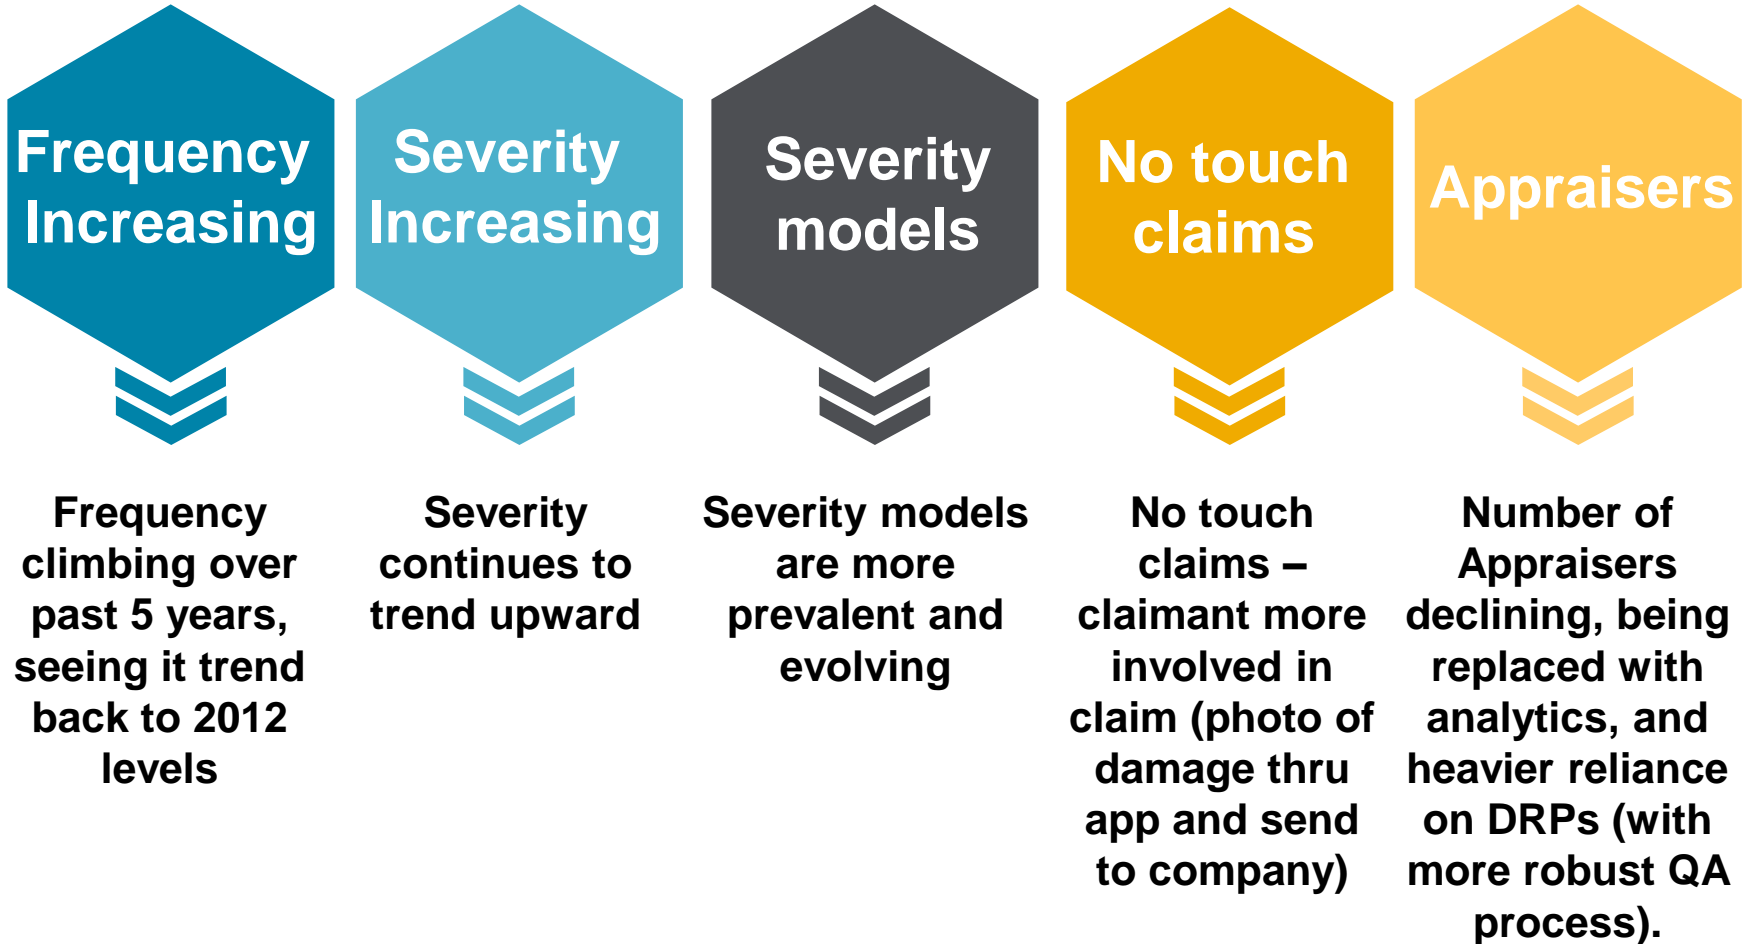 Frequency
Increasing
Severity
Increasing
Severity
models
No touch
claims
Appraisers
Frequency
climbing over
past 5 years,
seeing it trend
back to 2012
levels
Severity
continues to
trend upward
Severity models
are more
prevalent and
evolving
No touch
claims –
claimant more
involved in
claim (photo of
damage thru
app and send
to company)
Number of
Appraisers
declining, being
replaced with
analytics, and
heavier reliance
on DRPs (with
more robust QA
process).